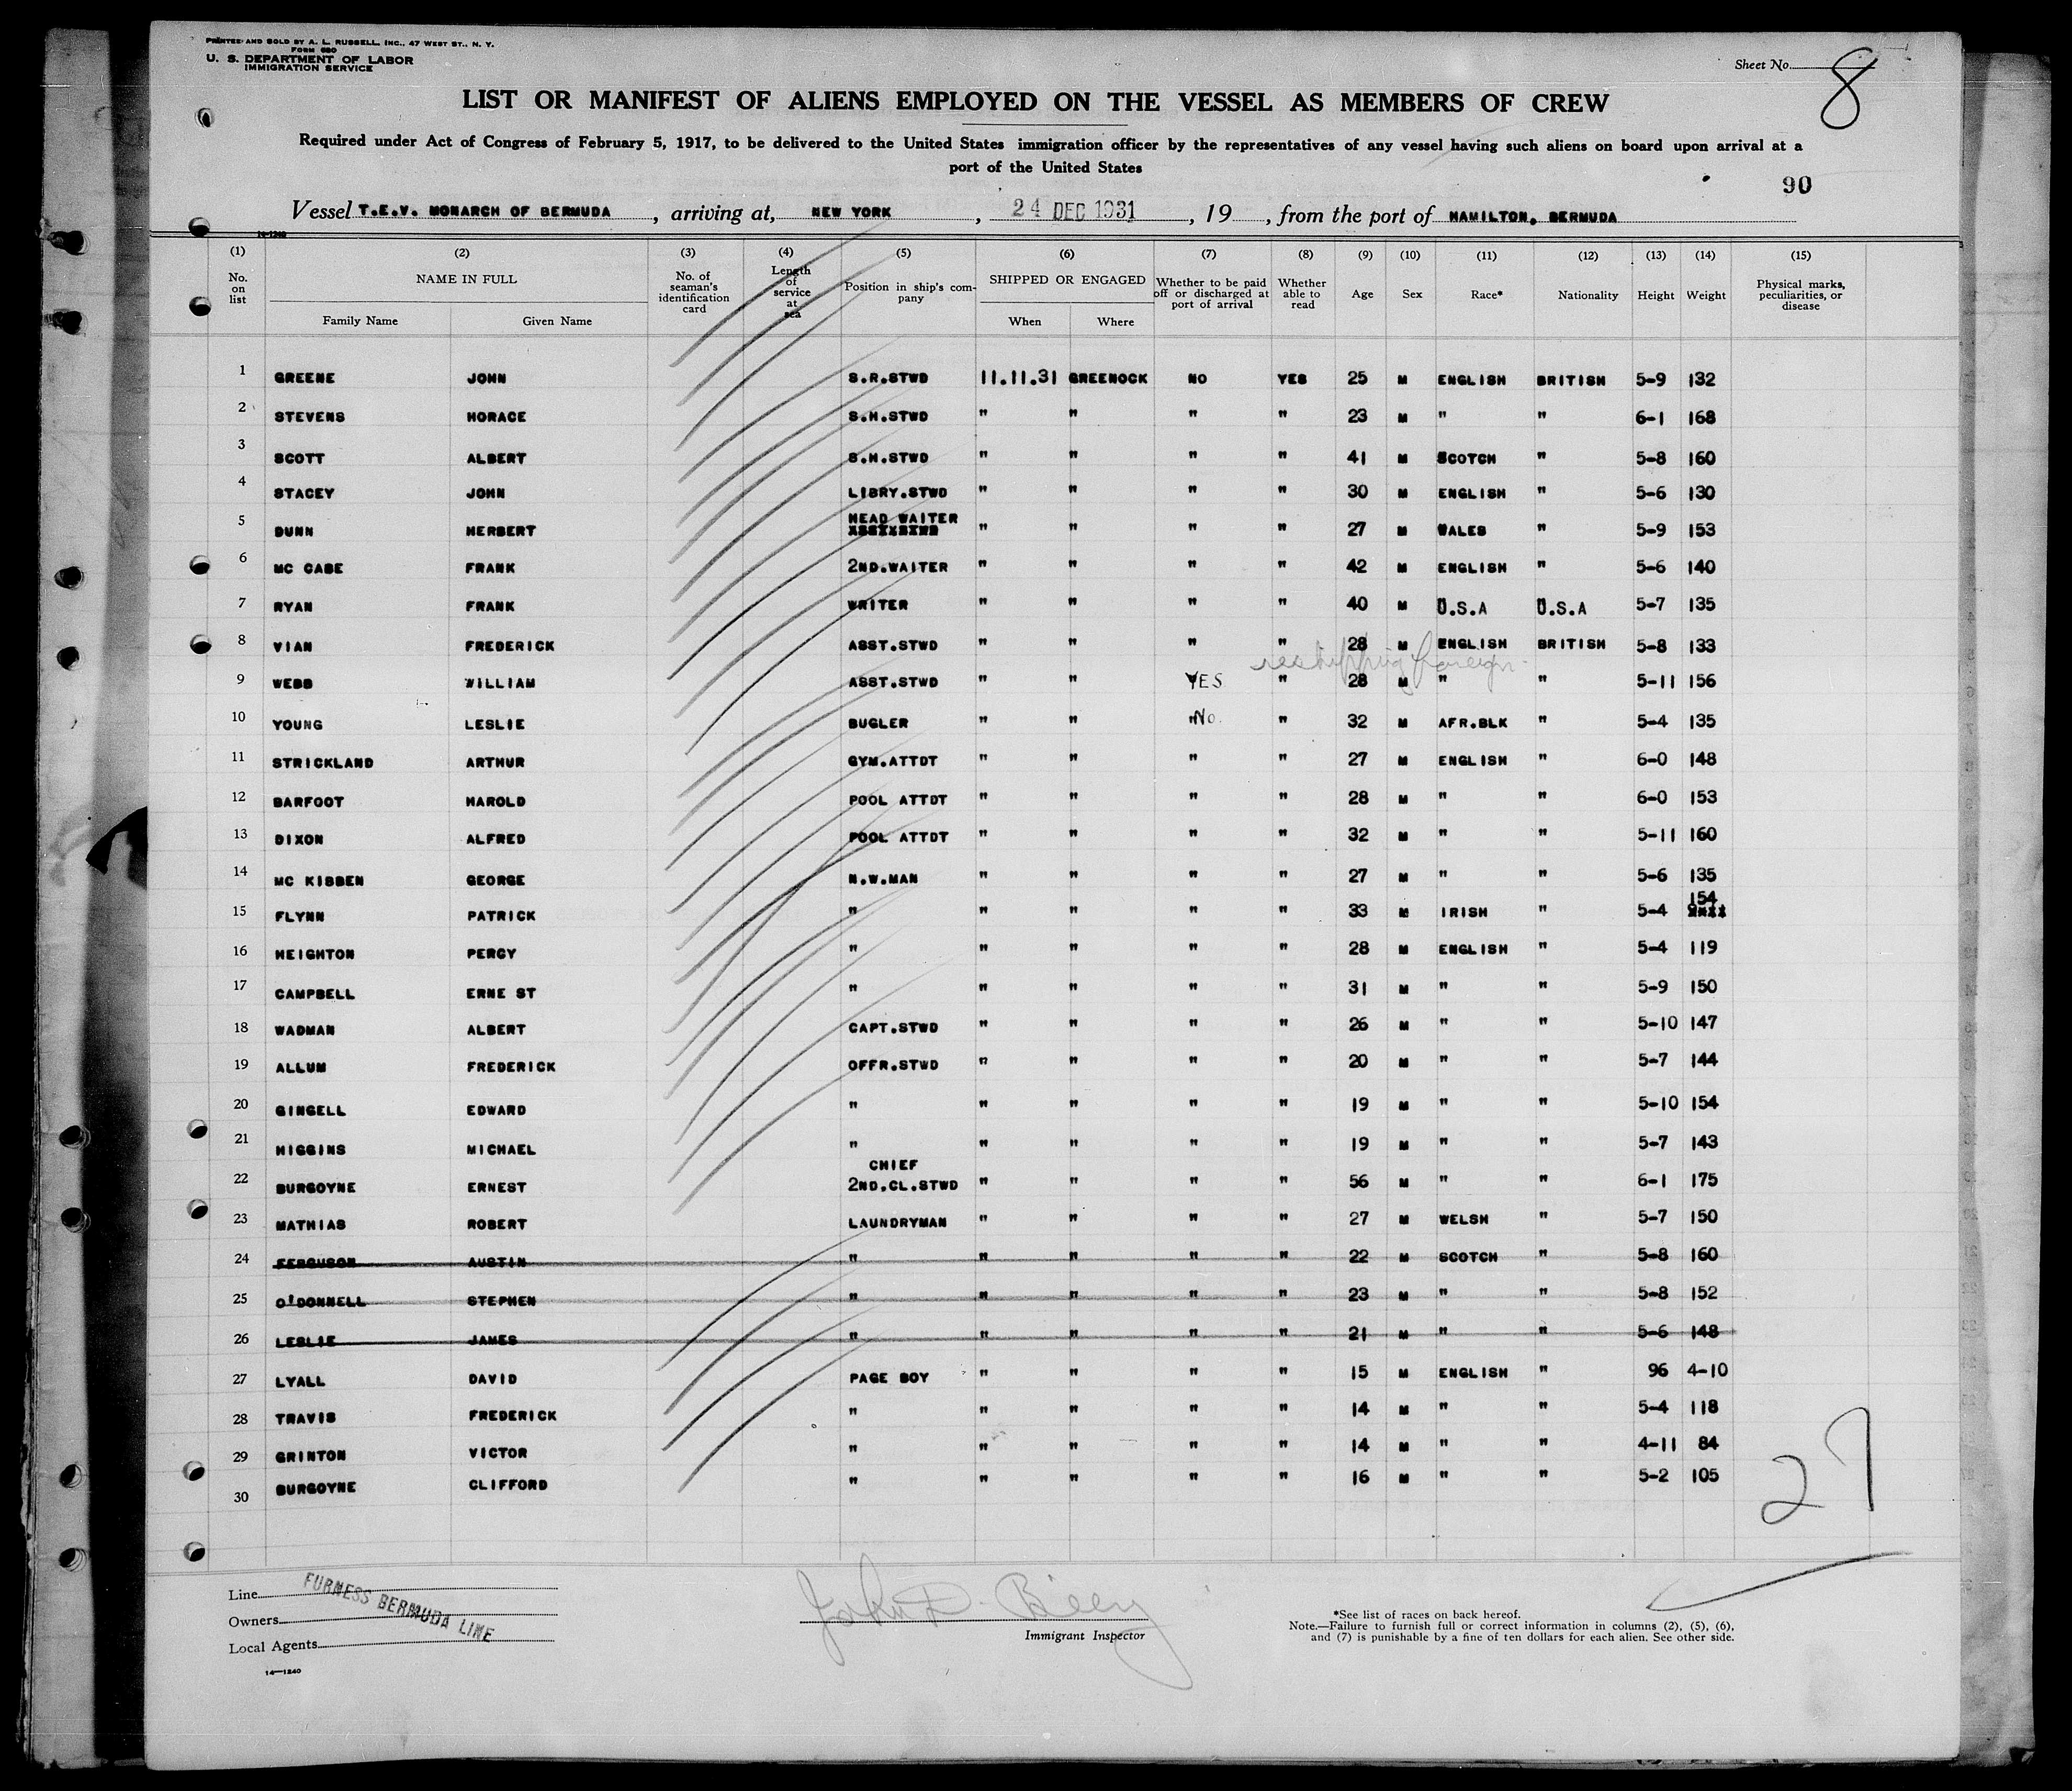 PRINTED AND SOLD BY A. L. RUSSELL, INC., 47 WEST ST., N. Y.
FORM 680
U. S. DEPARTMENT OF LABOR
IMMIGRATION SERVICE
Sheet No. 8
LIST OR MANIFEST OF ALIENS EMPLOYED ON THE VESSEL AS MEMBERS OF CREW
Required under Act of Congress of February 5, 1917, to be delivered to the United States immigration officer by the representatives of any vessel having such aliens on board upon arrival at a
port of the United States
90
Vessel T.E.V. MONARCH OF BERMUDA, arriving at, NEW YORK, 24 DEC 1931, 19, from the port of HAMILTON, BERMUDA
14-1240
(1) (2) (3) (4) (5) (6) (7) (8) (9) (10) (11) (12) (13) (14) (15)
No. on list NAME IN FULL No. of seaman's identification card Length of service at sea Position in ship's company SHIPPED OR ENGAGED Whether to be paid off or discharged at port of arrival Whether able to read Age Sex Race* Nationality Height Weight Physical marks, peculiarities, or disease
Family Name Given Name When Where
1 GREENE JOHN S.R.STWD 11.11.31 GREENOCK NO YES 25 M ENGLISH BRITISH 5-9 132
2 STEVENS HORACE S.H.STWD " " " " 23 M " " 6-1 168
3 SCOTT ALBERT S.H.STWD " " " " 41 M SCOTCH " 5-8 160
4 STACEY JOHN LIBRY.STWD " " " " 30 M ENGLISH " 5-6 130
5 DUNN HERBERT HEAD WAITER " " " " 27 M WALES " 5-9 153
6 MC CABE FRANK 2ND.WAITER " " " " 42 M ENGLISH " 5-6 140
7 RYAN FRANK WRITER " " " " 40 M U.S.A U.S.A 5-7 135
8 VIAN FREDERICK ASST.STWD " " " " 28 M ENGLISH BRITISH 5-8 133
reshipping foreign
9 WEBB WILLIAM ASST.STWD " " YES " 28 M " " 5-11 156
10 YOUNG LESLIE BUGLER " " " No. " 32 M AFR.BLK " 5-4 135
11 STRICKLAND ARTHUR GYM.ATTDT " " " " 27 M ENGLISH " 6-0 148
12 BARFOOT HAROLD POOL ATTDT " " " " 28 M " " 6-0 153
13 DIXON ALFRED POOL ATTDT " " " " 32 M " " 5-11 160
14 MC KIBBEN GEORGE N.W.MAN " " " " 27 M " " 5-6 135
15 FLYNN PATRICK " " " " " 33 M IRISH " 5-4 154
16 HEIGHTON PERCY " " " " " 28 M ENGLISH " 5-4 119
17 CAMPBELL ERNE ST " " " " " 31 M " " 5-9 150
18 WADMAN ALBERT CAPT.STWD " " " " 26 M " " 5-10 147
19 ALLUM FREDERICK OFFR.STWD " " " " 20 M " " 5-7 144
20 GINGELL EDWARD " " " " " 19 M " " 5-10 154
21 HIGGINS MICHAEL " " " " " 19 M " " 5-7 143
22 BURGOYNE ERNEST CHIEF 2ND.CL.STWD " " " " 56 M " " 6-1 175
23 MATHIAS ROBERT LAUNDRYMAN " " " " 27 M WELSH " 5-7 150
24 FERGUSON AUSTIN " " " " " 22 M SCOTCH " 5-8 160
25 O'DONNELL STEPHEN " " " " " 23 M " " 5-8 152
26 LESLIE JAMES " " " " " 21 M " " 5-6 148
27 LYALL DAVID PAGE BOY " " " " 15 M ENGLISH " 96 4-10
28 TRAVIS FREDERICK " " " " " 14 M " " 5-4 118
29 GRINTON VICTOR " " " " " 14 M " " 4-11 84
30 BURGOYNE CLIFFORD " " " " " 16 M " " 5-2 105
27
Line
Owners
Local Agents
FURNESS BERMUDA LINE
14-1240
Immigrant Inspector
*See list of races on back hereof.
Note.—Failure to furnish full or correct information in columns (2), (5), (6),
and (7) is punishable by a fine of ten dollars for each alien. See other side.